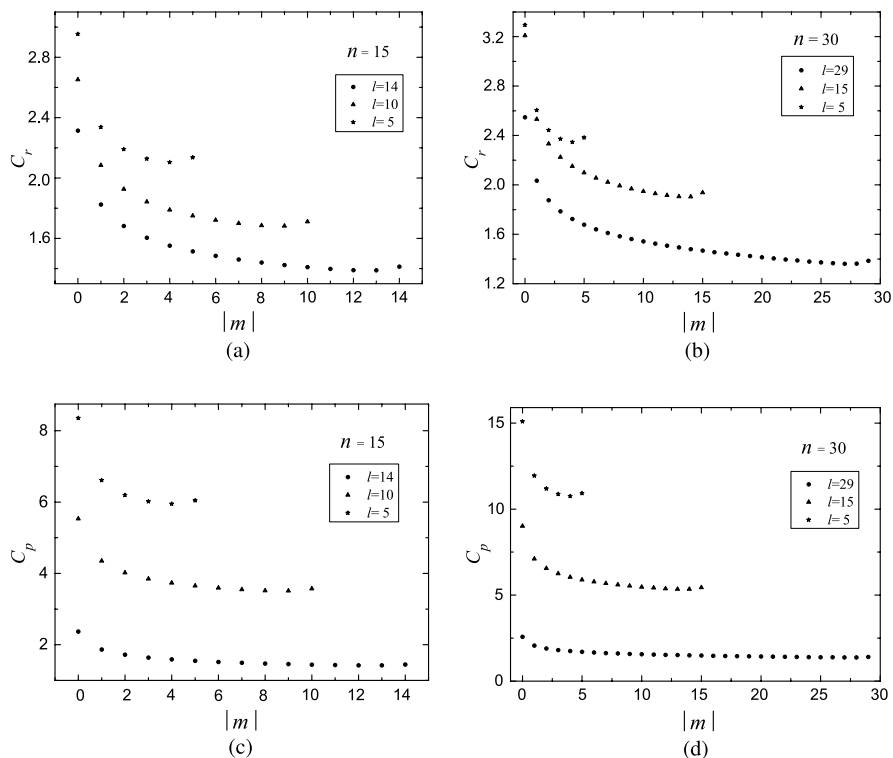 n = 15
l=14
l=10
l= 5
C_r
2.8
2.4
2.0
1.6
0 2 4 6 8 10 12 14
|m|
(a)
n = 30
l=29
l=15
l= 5
C_r
3.2
2.8
2.4
2.0
1.6
1.2
0 5 10 15 20 25 30
|m|
(b)
n = 15
l=14
l=10
l= 5
C_p
8
6
4
2
0 2 4 6 8 10 12 14
|m|
(c)
n = 30
l=29
l=15
l= 5
C_p
15
10
5
0
0 5 10 15 20 25 30
|m|
(d)